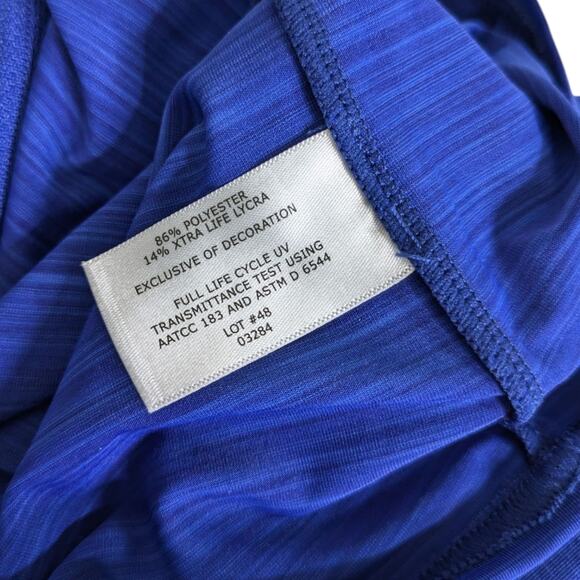 86% POLYESTER
14% XTRA LIFE LYCRA
EXCLUSIVE OF DECORATION
FULL LIFE CYCLE UV
TRANSMITTANCE TEST USING
AATCC 183 AND ASTM D 6544
LOT #48
03284